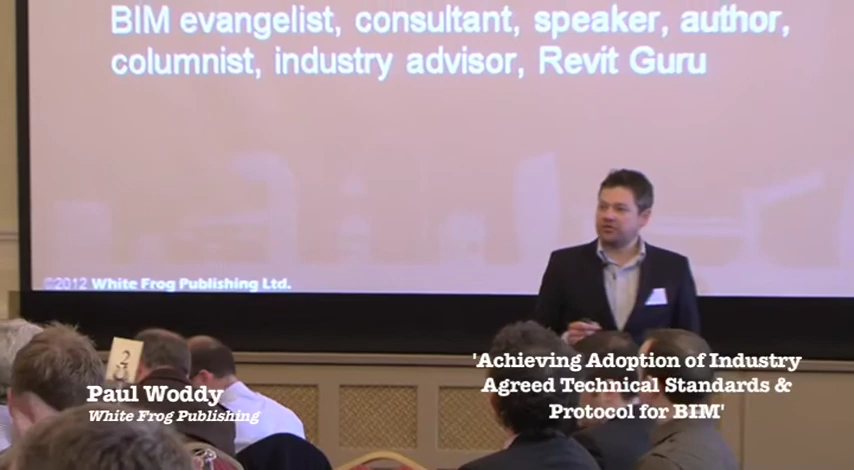 BIM evangelist, consultant, speaker, author,
columnist, industry advisor, Revit Guru
©2012 White Frog Publishing Ltd.
2
'Achieving Adoption of Industry
Agreed Technical Standards &
Protocol for BIM'
Paul Woddy
White Frog Publishing